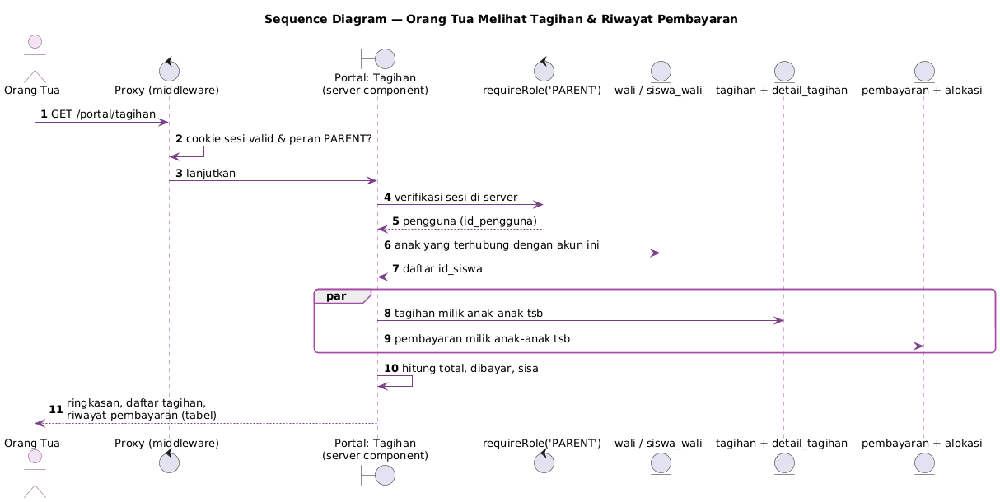 Sequence Diagram — Orang Tua Melihat Tagihan & Riwayat Pembayaran
Orang Tua
Proxy (middleware)
Portal: Tagihan
(server component)
requireRole('PARENT')
wali / siswa_wali
tagihan + detail_tagihan
pembayaran + alokasi
1 GET /portal/tagihan
2 cookie sesi valid & peran PARENT?
3 lanjutkan
4 verifikasi sesi di server
5 pengguna (id_pengguna)
6 anak yang terhubung dengan akun ini
7 daftar id_siswa
par
8 tagihan milik anak-anak tsb
9 pembayaran milik anak-anak tsb
10 hitung total, dibayar, sisa
11 ringkasan, daftar tagihan,
riwayat pembayaran (tabel)
Orang Tua
Proxy (middleware)
Portal: Tagihan
(server component)
requireRole('PARENT')
wali / siswa_wali
tagihan + detail_tagihan
pembayaran + alokasi